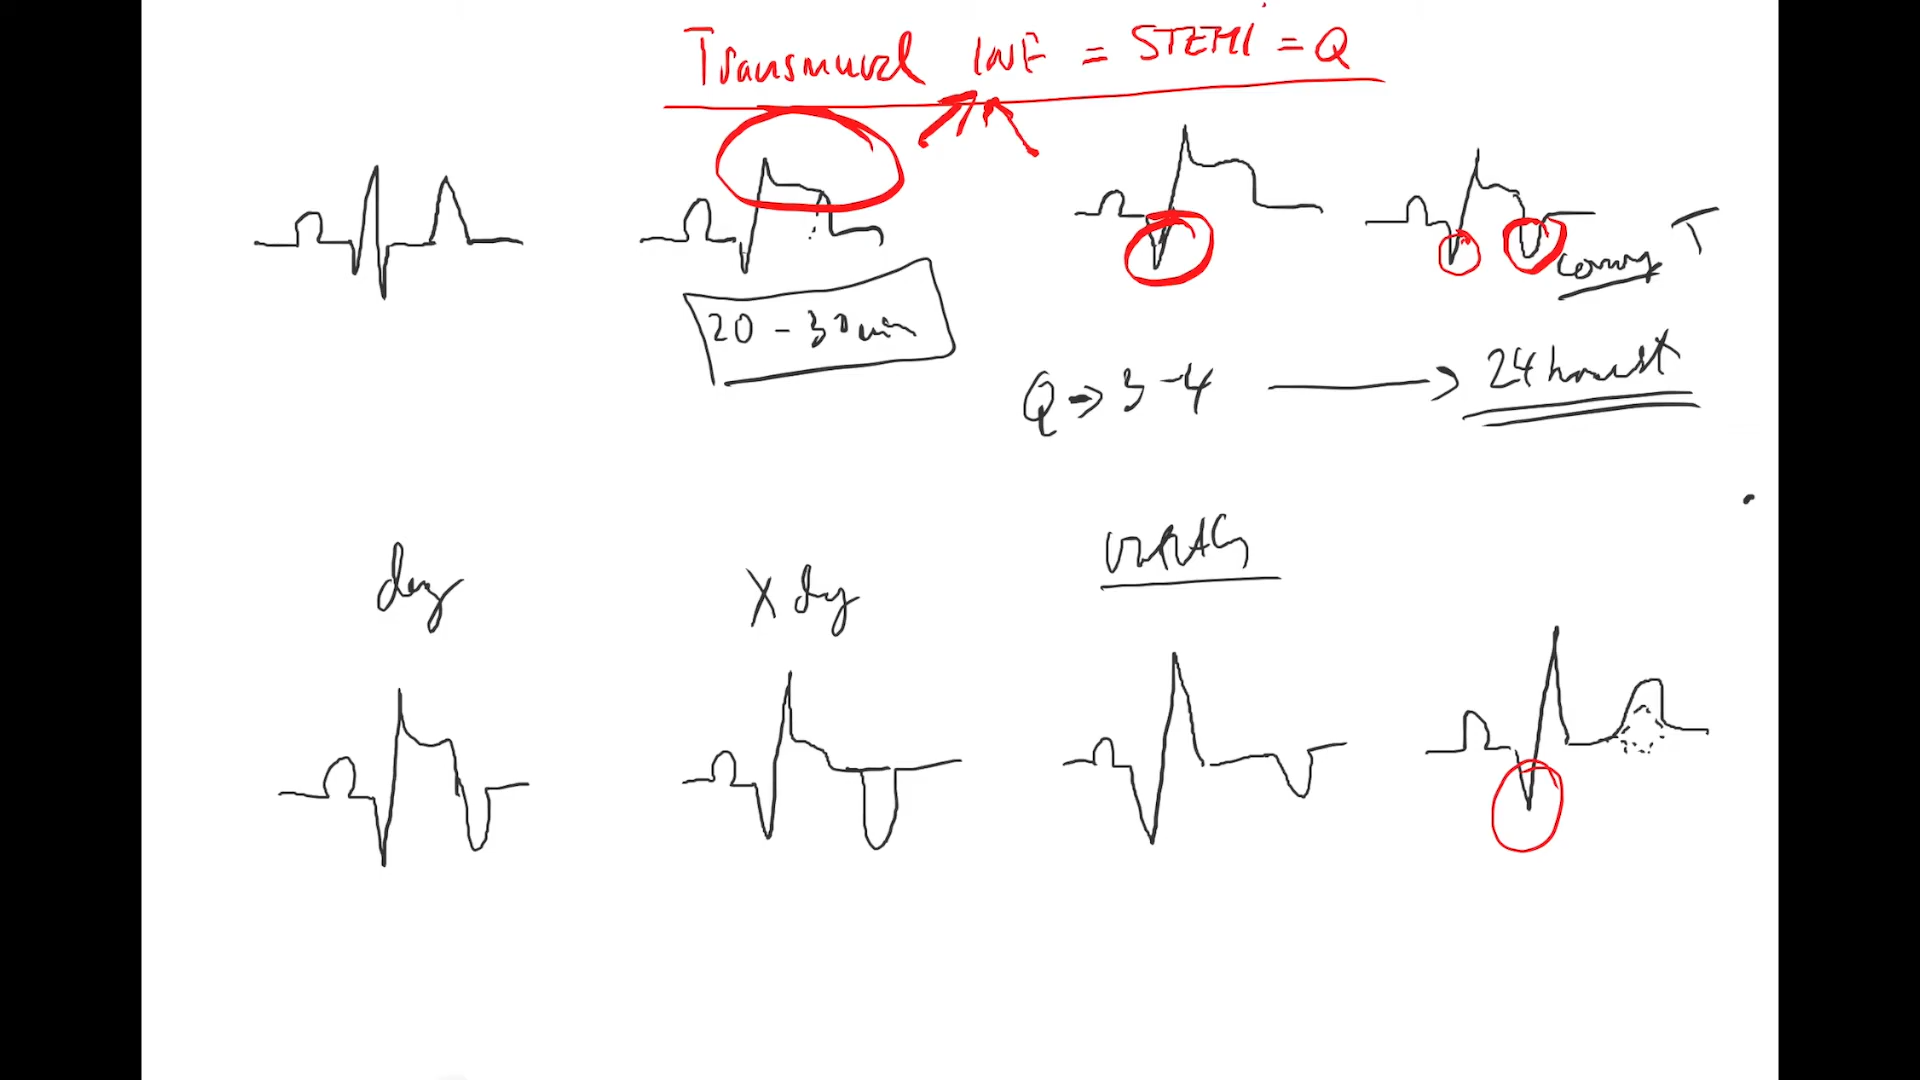 Transmural INF = STEMI = Q
T
20 - 30 min
Q → 3-4 → 24 hours
day
X day